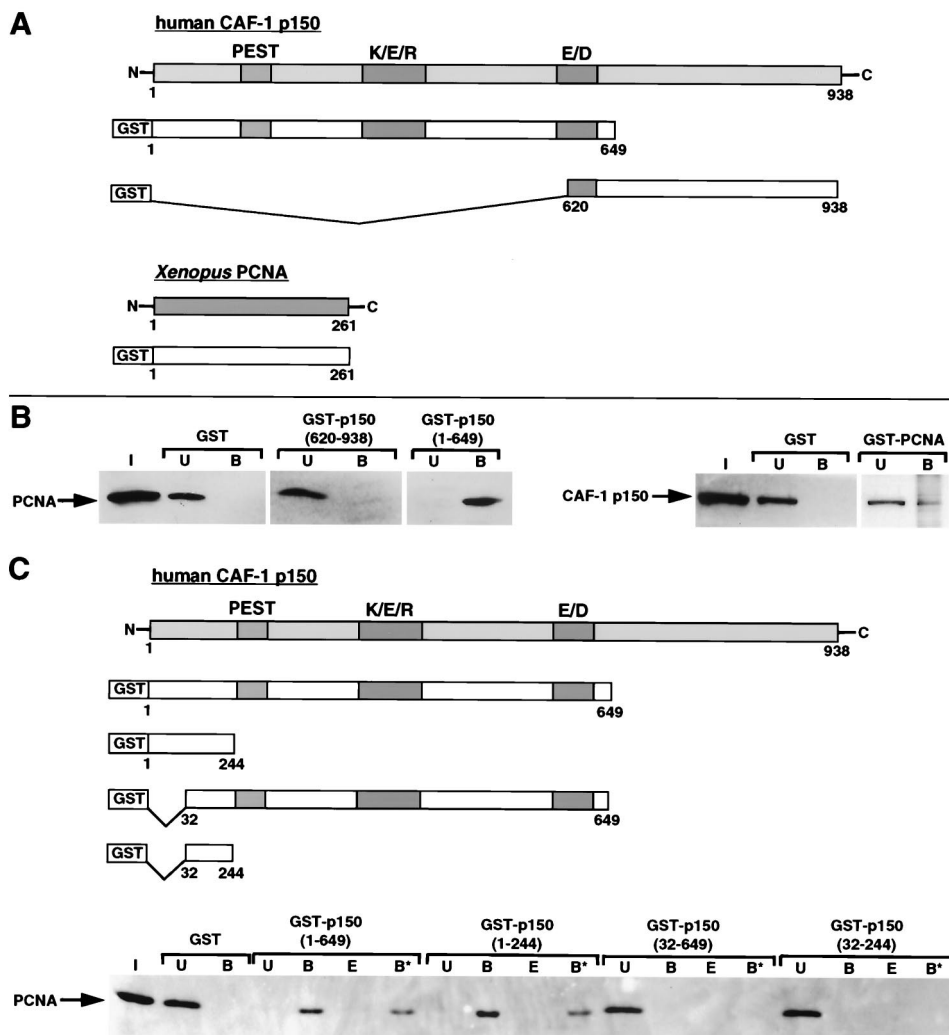 A
human CAF-1 p150
PEST K/E/R E/D
N C
1 938
GST
1 649
GST
620 938
Xenopus PCNA
N C
1 261
GST
1 261
B
GST GST-p150 (620-938) GST-p150 (1-649)
I U B U B U B
PCNA
GST GST-PCNA
I U B U B
CAF-1 p150
C
human CAF-1 p150
PEST K/E/R E/D
N C
1 938
GST
1 649
GST
1 244
GST
32 649
GST
32 244
GST GST-p150 (1-649) GST-p150 (1-244) GST-p150 (32-649) GST-p150 (32-244)
I U B U B E B* U B E B* U B E B* U B E B*
PCNA